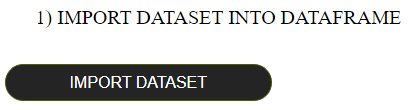 1) IMPORT DATASET INTO DATAFRAME
IMPORT DATASET